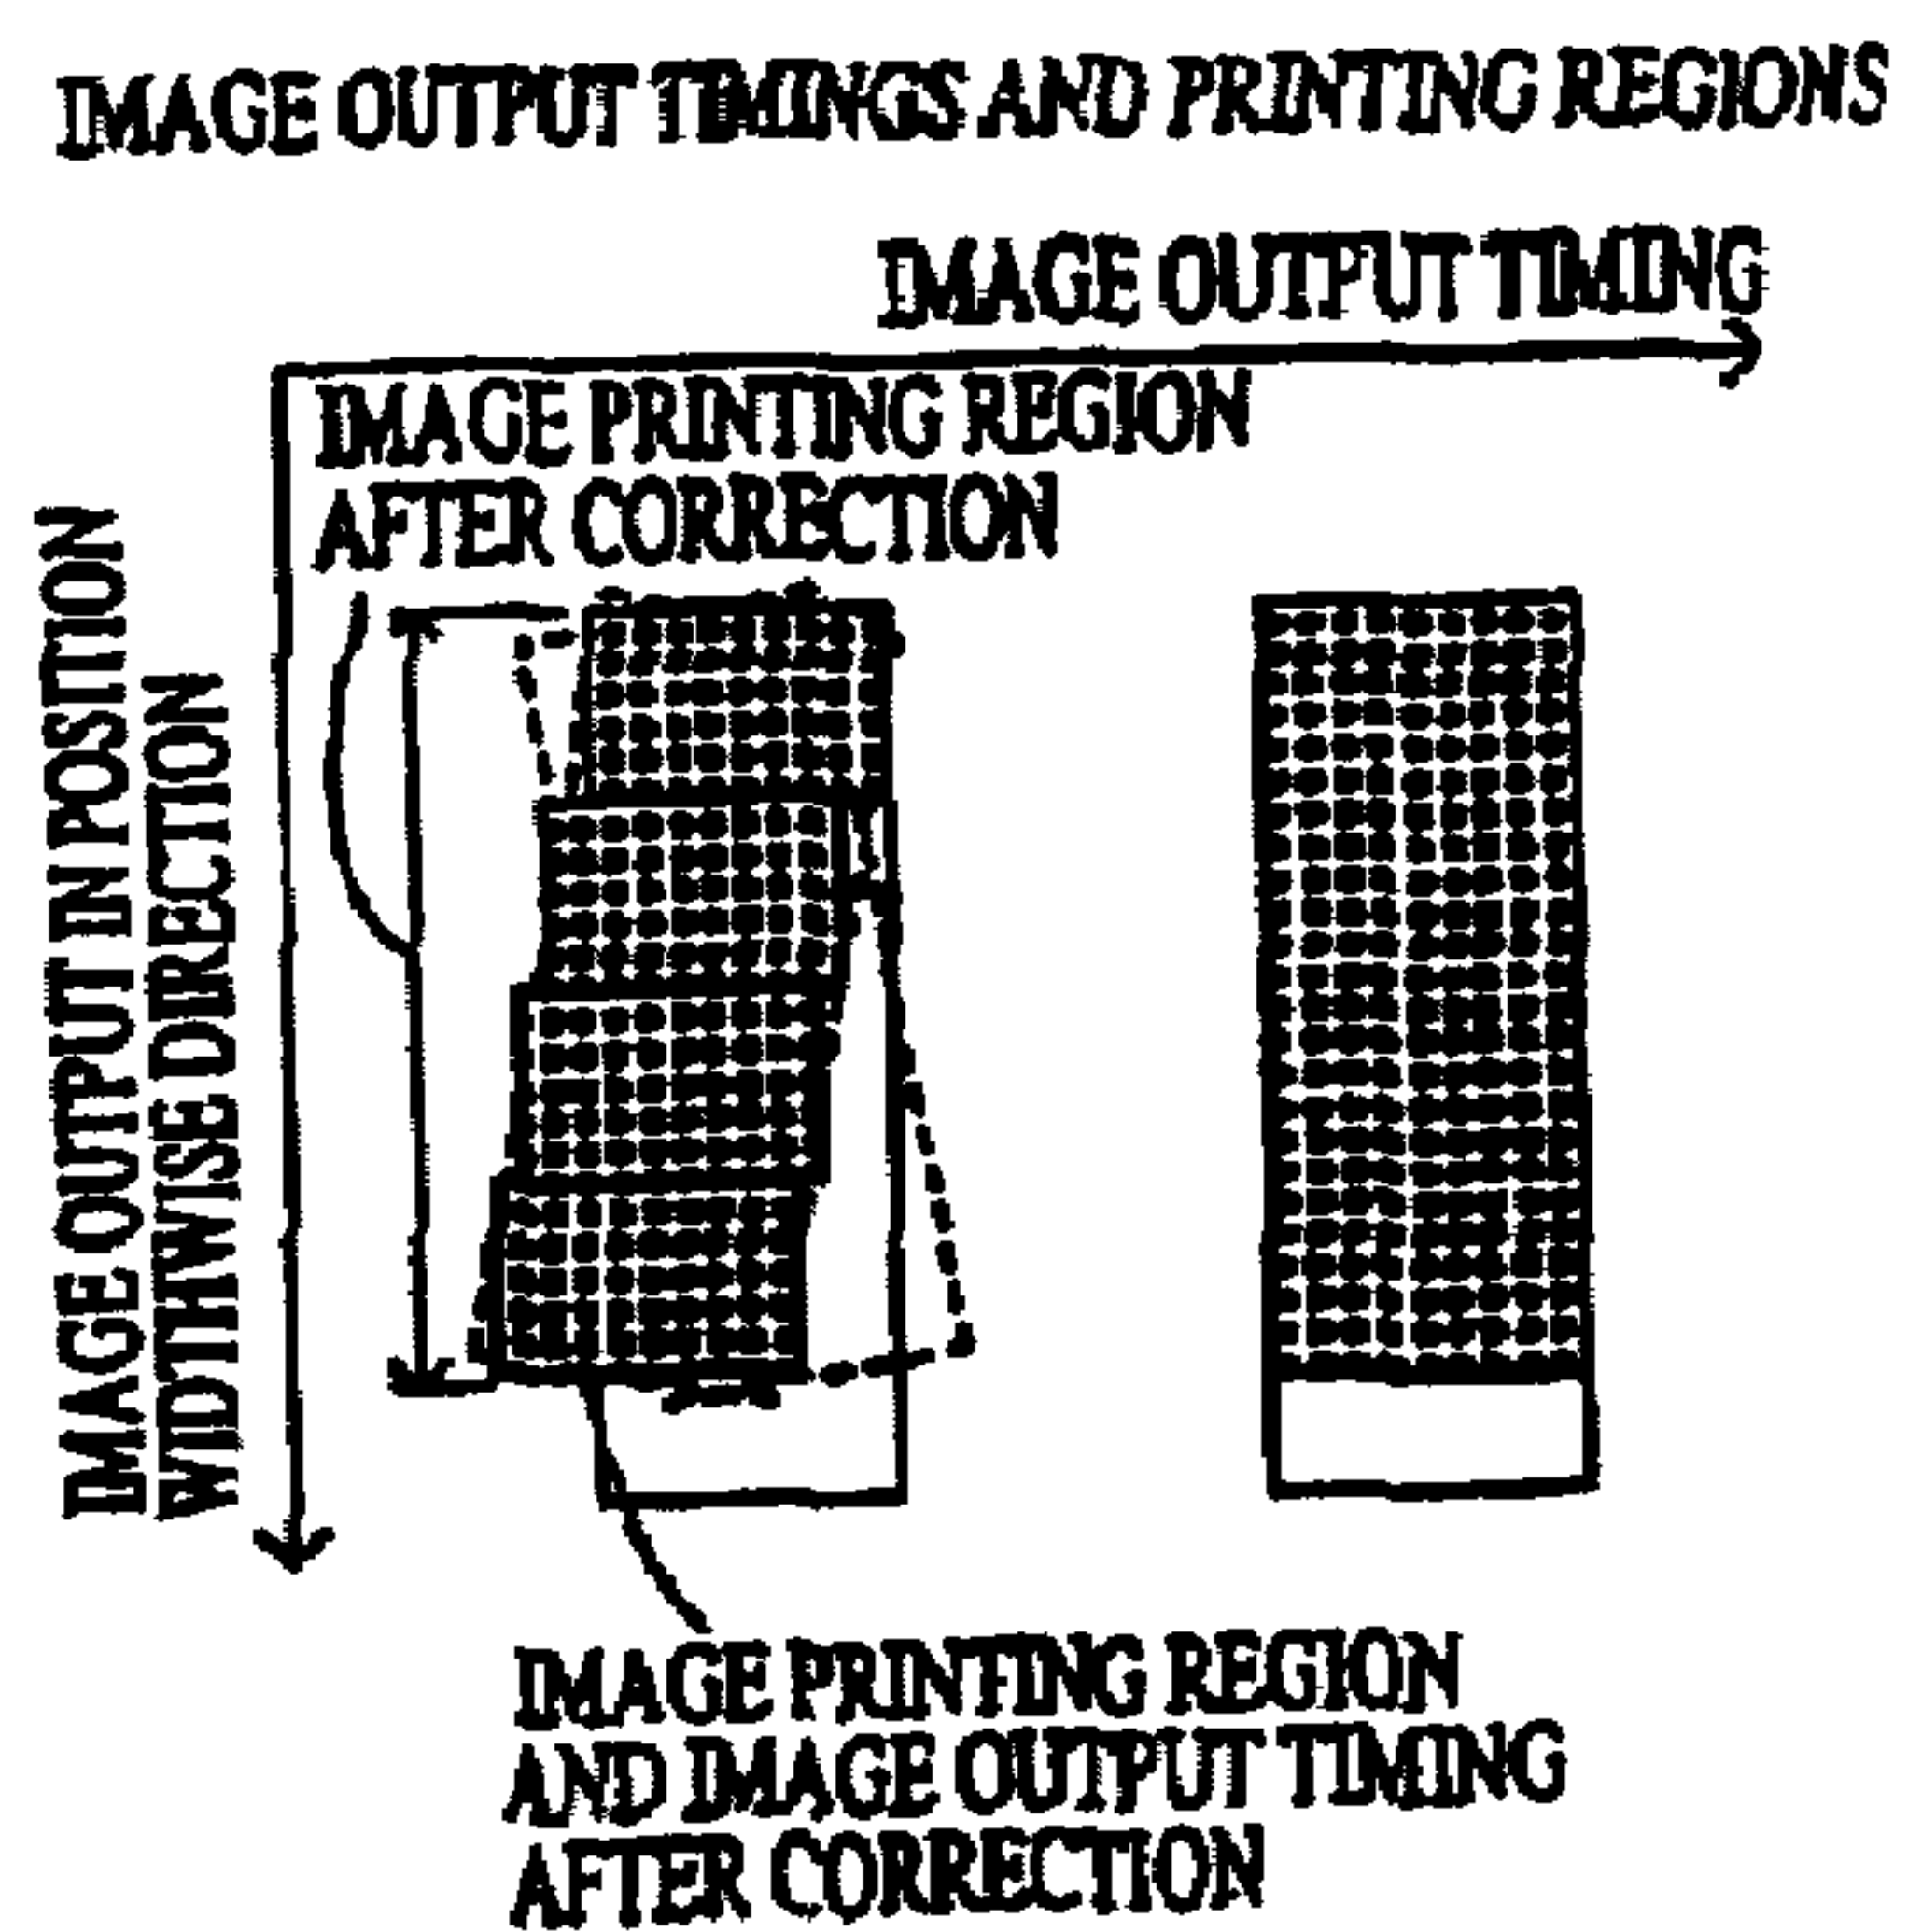 IMAGE OUTPUT TIMINGS AND PRINTING REGIONS
IMAGE OUTPUT TIMING
IMAGE PRINTING REGION
AFTER CORRECTION
IMAGE OUTPUT IN POSITION
WIDTHWISE DIRECTION
IMAGE PRINTING REGION
AND IMAGE OUTPUT TIMING
AFTER CORRECTION